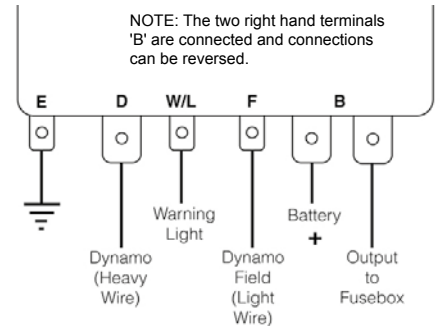 NOTE: The two right hand terminals
'B' are connected and connections
can be reversed.
E D W/L F B
Warning
Light
Battery
+
Dynamo
(Heavy
Wire)
Dynamo
Field
(Light
Wire)
Output
to
Fusebox